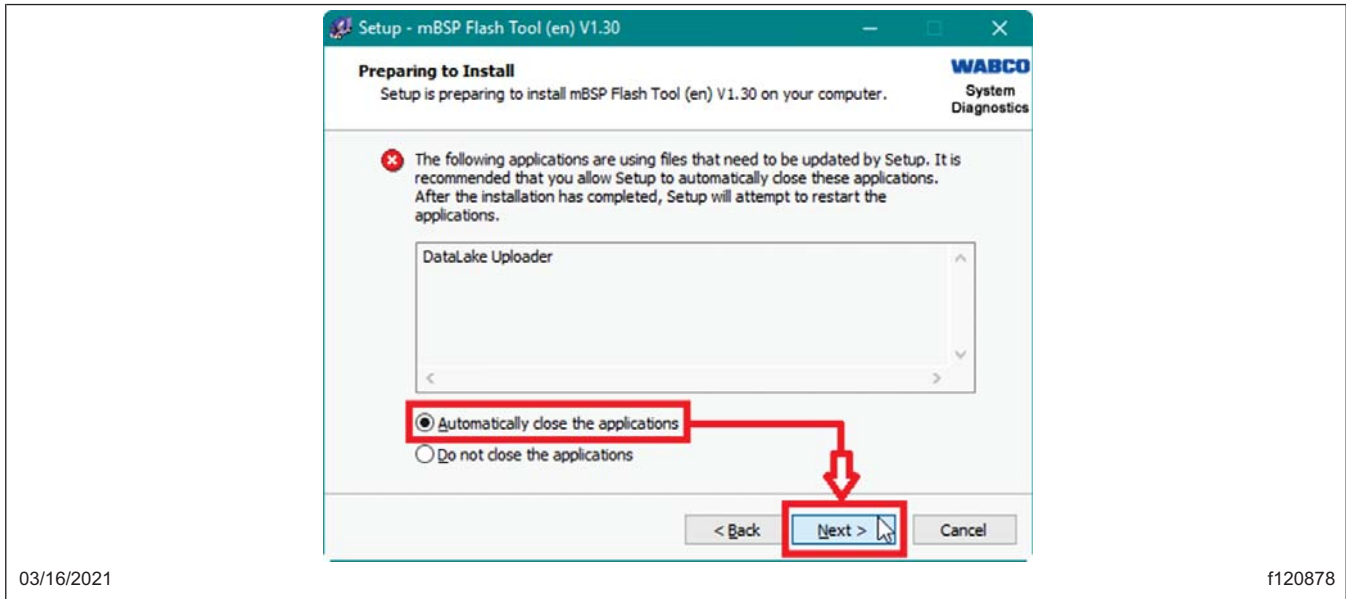 Setup - mBSP Flash Tool (en) V1.30
Preparing to Install
Setup is preparing to install mBSP Flash Tool (en) V1.30 on your computer.
WABCO
System
Diagnostics
The following applications are using files that need to be updated by Setup. It is
recommended that you allow Setup to automatically close these applications.
After the installation has completed, Setup will attempt to restart the
applications.
DataLake Uploader
Automatically close the applications
Do not close the applications
< Back
Next >
Cancel
03/16/2021
f120878